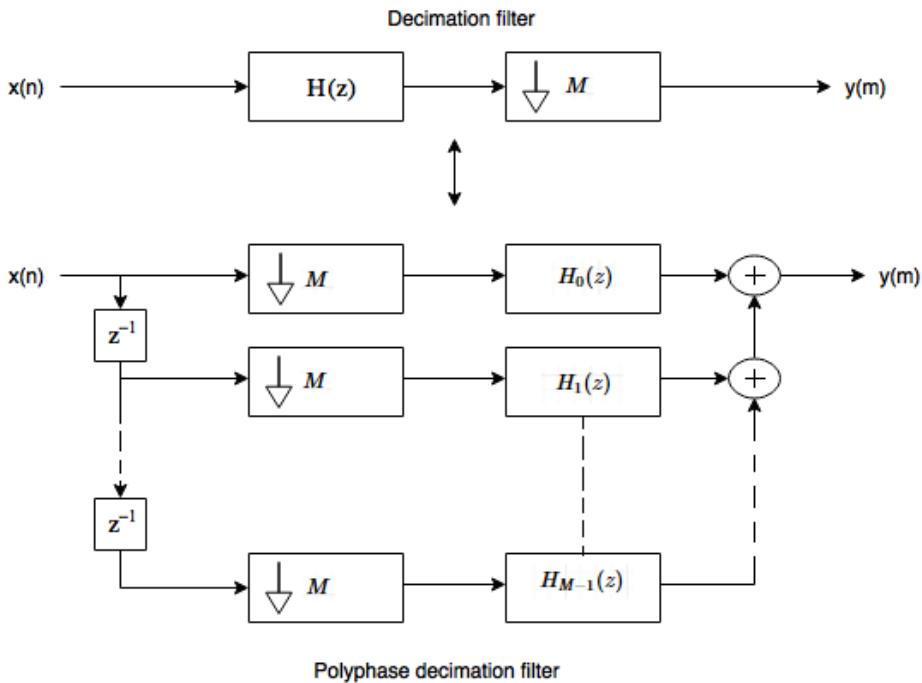 Decimation filter
x(n) H(z) M y(m)
x(n) M H₀(z) + y(m)
z⁻¹
M H₁(z) +
z⁻¹
M H_{M−1}(z)
Polyphase decimation filter